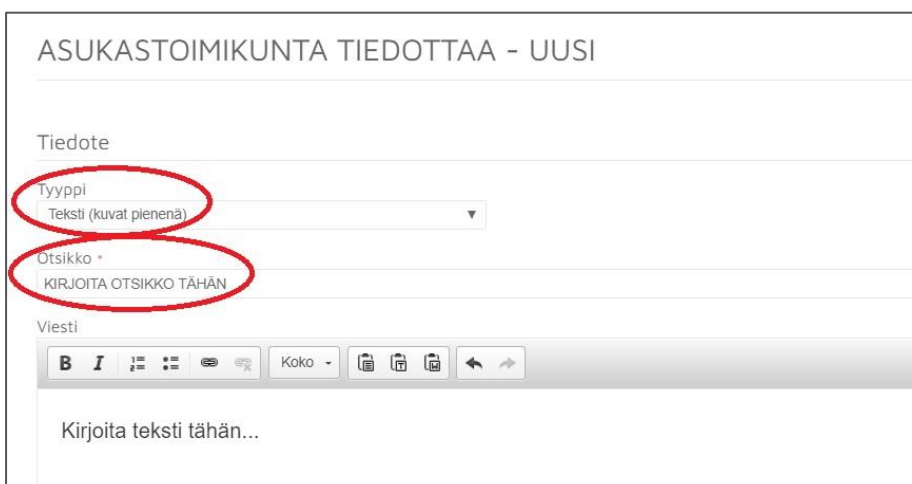 ASUKASTOIMIKUNTA TIEDOTTAA - UUSI
Tiedote
Tyyppi
Teksti (kuvat pienenä)
Otsikko *
KIRJOITA OTSIKKO TÄHÄN
Viesti
B I Koko
Kirjoita teksti tähän...